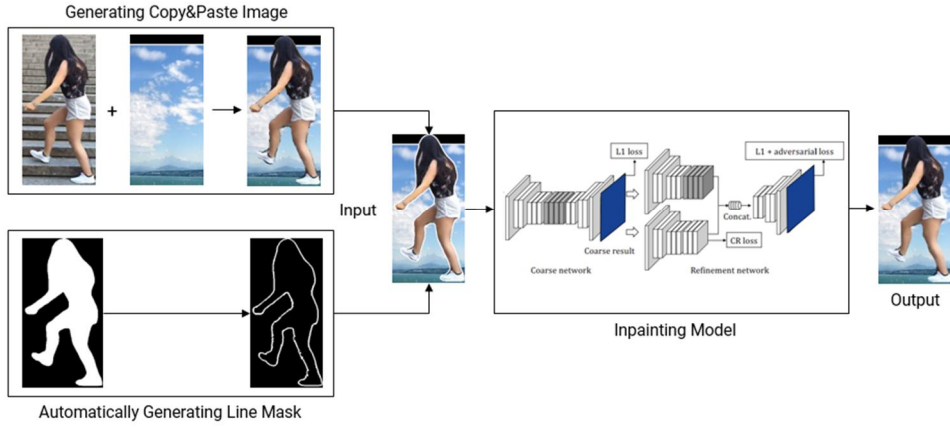 Generating Copy&Paste Image
+
Input
Automatically Generating Line Mask
L1 loss
L1 + adversarial loss
Concat.
CR loss
Coarse result
Coarse network
Refinement network
Inpainting Model
Output